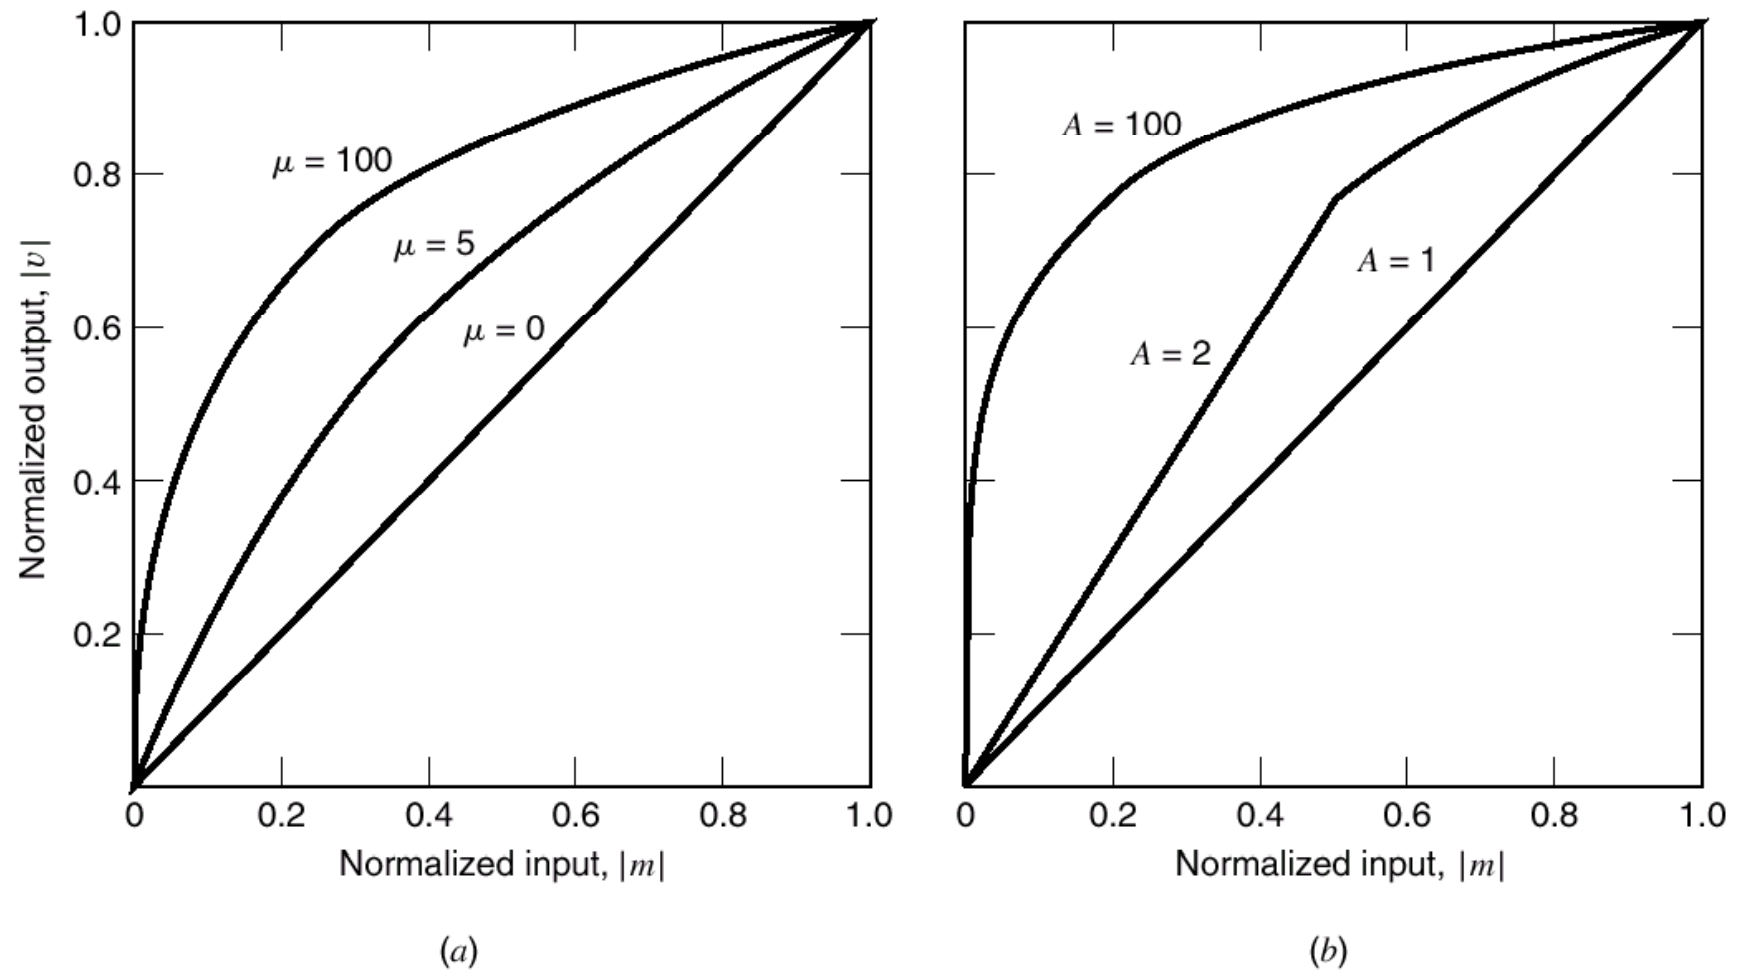 1.0
0.8
0.6
0.4
0.2
0
0.2
0.4
0.6
0.8
1.0
Normalized output, |v|
μ = 100
μ = 5
μ = 0
Normalized input, |m|
(a)
A = 100
A = 2
A = 1
0
0.2
0.4
0.6
0.8
1.0
Normalized input, |m|
(b)